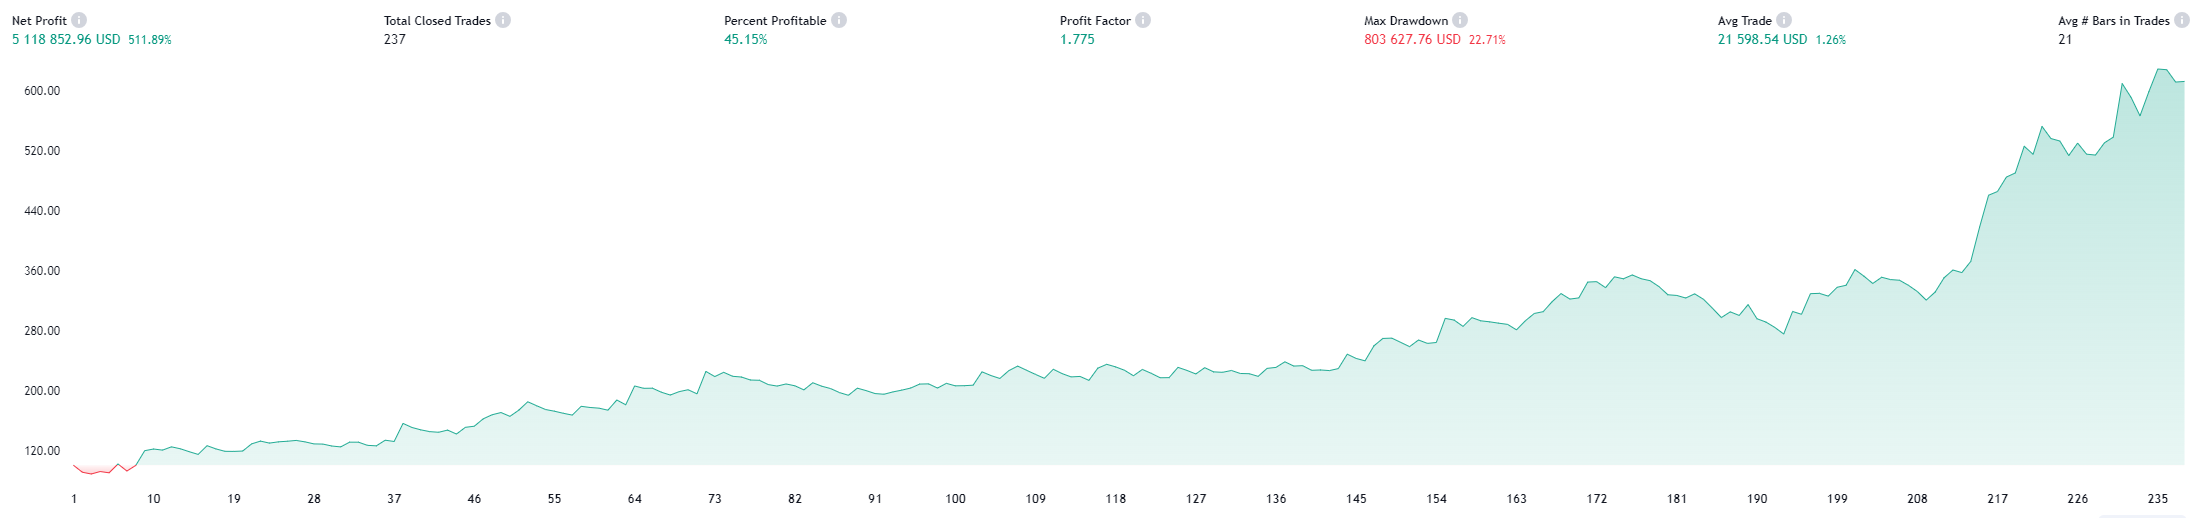 Net Profit
5 118 852.96 USD 511.89%
Total Closed Trades
237
Percent Profitable
45.15%
Profit Factor
1.775
Max Drawdown
803 627.76 USD 22.71%
Avg Trade
21 598.54 USD 1.26%
Avg # Bars in Trades
21
600.00
520.00
440.00
360.00
280.00
200.00
120.00
1 10 19 28 37 46 55 64 73 82 91 100 109 118 127 136 145 154 163 172 181 190 199 208 217 226 235